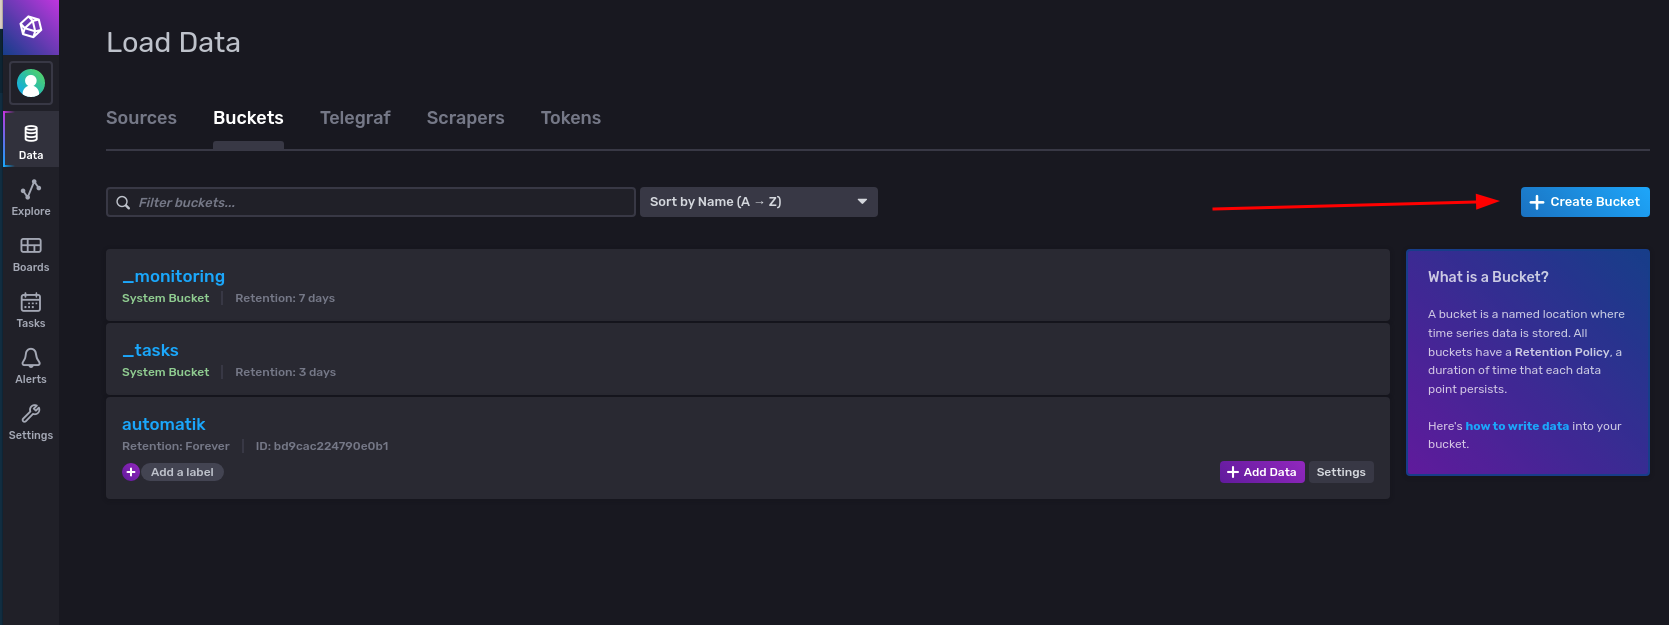 Load Data
Data
Explore
Boards
Tasks
Alerts
Settings
Sources Buckets Telegraf Scrapers Tokens
Filter buckets...
Sort by Name (A → Z)
Create Bucket
_monitoring
System Bucket Retention: 7 days
_tasks
System Bucket Retention: 3 days
automatik
Retention: Forever ID: bd9cac224790e0b1
Add a label
Add Data Settings
What is a Bucket?
A bucket is a named location where
time series data is stored. All
buckets have a Retention Policy, a
duration of time that each data
point persists.
Here's how to write data into your
bucket.